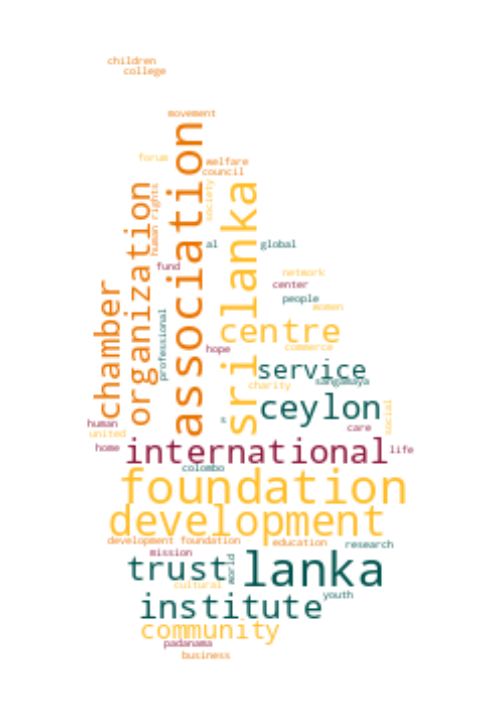 children
college
movement
forum
welfare
council
association
organization
human rights
society
sri lanka
al
global
fund
network
center
people
women
chamber
professional
centre
hope
commerce
service
sangamaya
charity
ceylon
social
human
united
care
home
international
life
colombo
foundation
development
development foundation
education
research
mission
trust
world
lanka
cultural
youth
institute
community
padanama
business